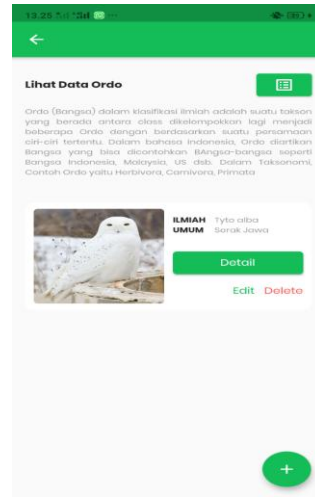 13.25
Lihat Data Ordo
Ordo (Bangsa) dalam klasifikasi ilmiah adalah suatu takson
yang berada antara class dikelompokkan lagi menjadi
beberapa Ordo dengan berdasarkan suatu persamaan
ciri-ciri tertentu. Dalam bahasa Indonesia, Ordo diartikan
Bangsa yang bisa dicontohkan BAngsa-bangsa seperti
Bangsa Indonesia, Malaysia, US dsb. Dalam Taksonomi,
Contoh Ordo yaitu Herbivora, Carnivora, Primata
ILMIAH Tyto alba
UMUM Serak Jawa
Detail
Edit Delete
+